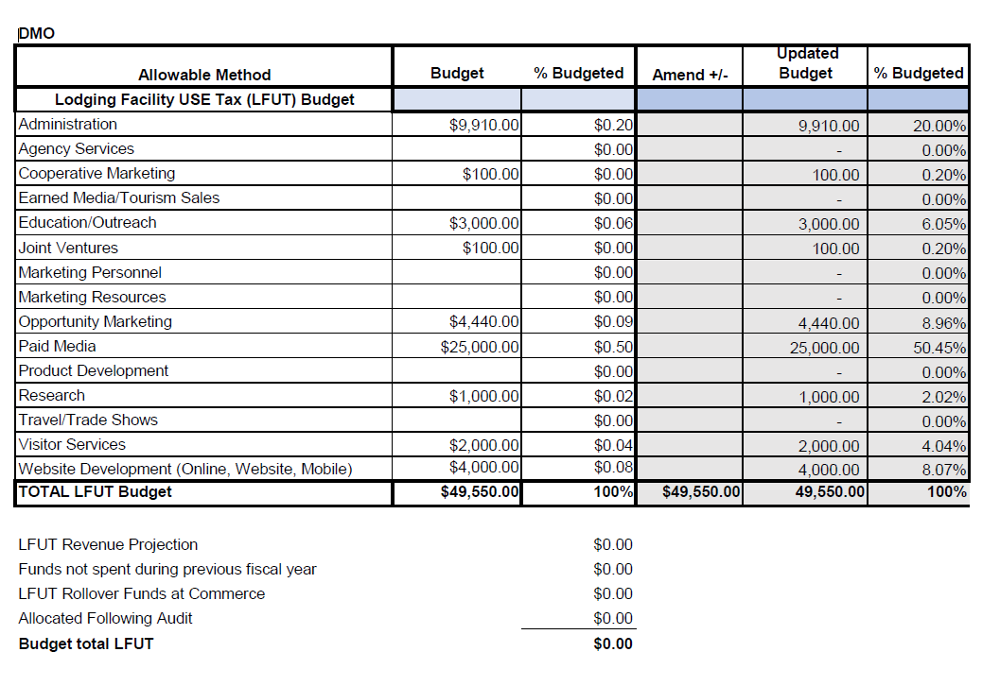 DMO
Allowable Method Budget % Budgeted Amend +/- Updated Budget % Budgeted
Lodging Facility USE Tax (LFUT) Budget
Administration $9,910.00 $0.20 9,910.00 20.00%
Agency Services $0.00 - 0.00%
Cooperative Marketing $100.00 $0.00 100.00 0.20%
Earned Media/Tourism Sales $0.00 - 0.00%
Education/Outreach $3,000.00 $0.06 3,000.00 6.05%
Joint Ventures $100.00 $0.00 100.00 0.20%
Marketing Personnel $0.00 - 0.00%
Marketing Resources $0.00 - 0.00%
Opportunity Marketing $4,440.00 $0.09 4,440.00 8.96%
Paid Media $25,000.00 $0.50 25,000.00 50.45%
Product Development $0.00 - 0.00%
Research $1,000.00 $0.02 1,000.00 2.02%
Travel/Trade Shows $0.00 - 0.00%
Visitor Services $2,000.00 $0.04 2,000.00 4.04%
Website Development (Online, Website, Mobile) $4,000.00 $0.08 4,000.00 8.07%
TOTAL LFUT Budget $49,550.00 100% $49,550.00 49,550.00 100%
LFUT Revenue Projection $0.00
Funds not spent during previous fiscal year $0.00
LFUT Rollover Funds at Commerce $0.00
Allocated Following Audit $0.00
Budget total LFUT $0.00